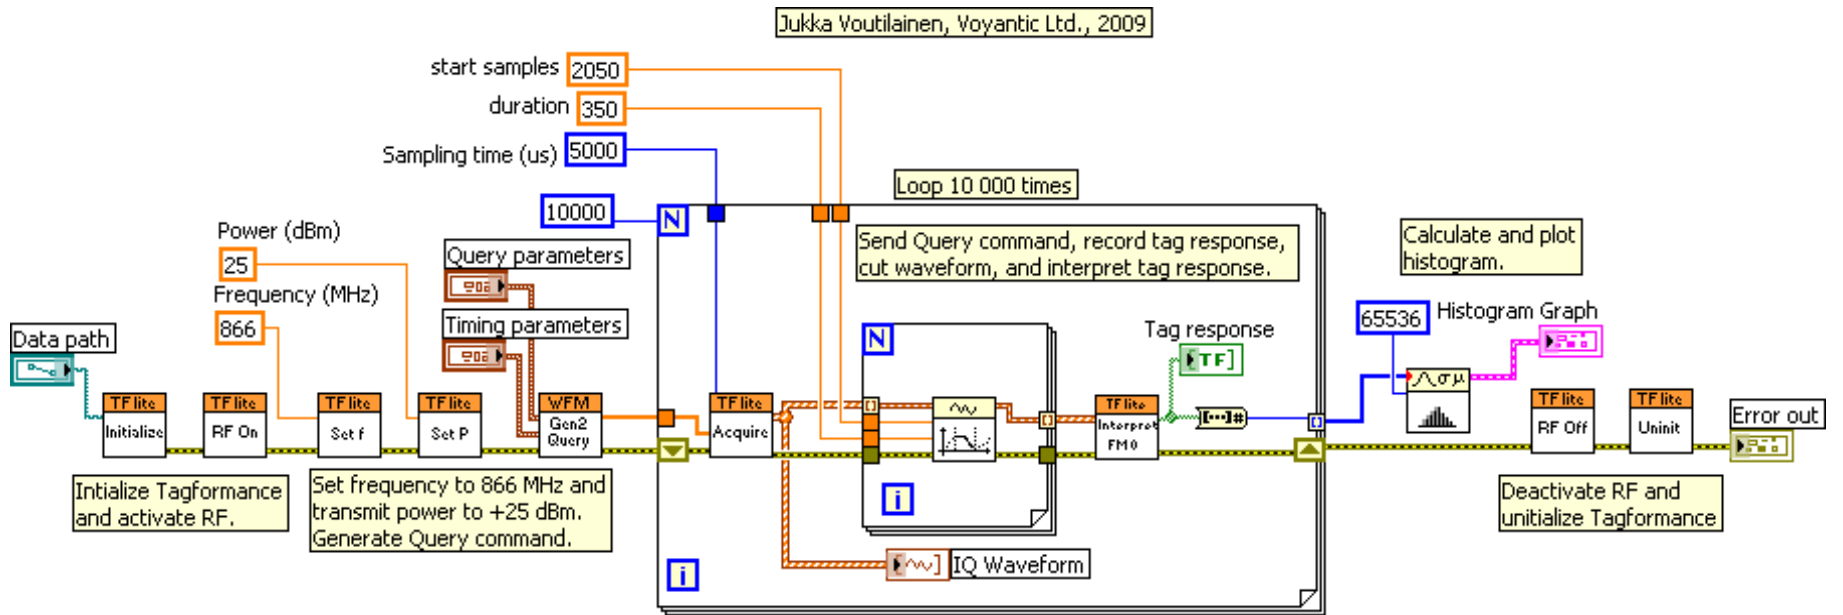 Jukka Voutilainen, Voyantic Ltd., 2009
start samples 2050
duration 350
Sampling time (us) 5000
Loop 10 000 times
10000
N
Power (dBm)
25
Frequency (MHz)
866
Query parameters
Timing parameters
Send Query command, record tag response,
cut waveform, and interpret tag response.
Calculate and plot
histogram.
Data path
N
Tag response
TF
65536
Histogram Graph
TF lite
Initialize
TF lite
RF On
TF lite
Set f
TF lite
Set P
WFM
Gen2
Query
TF lite
Acquire
TF lite
Interpret
FM0
[···]#
σμ
TF lite
RF Off
TF lite
Uninit
Error out
i
Intialize Tagformance
and activate RF.
Set frequency to 866 MHz and
transmit power to +25 dBm.
Generate Query command.
Deactivate RF and
unitialize Tagformance
IQ Waveform
i